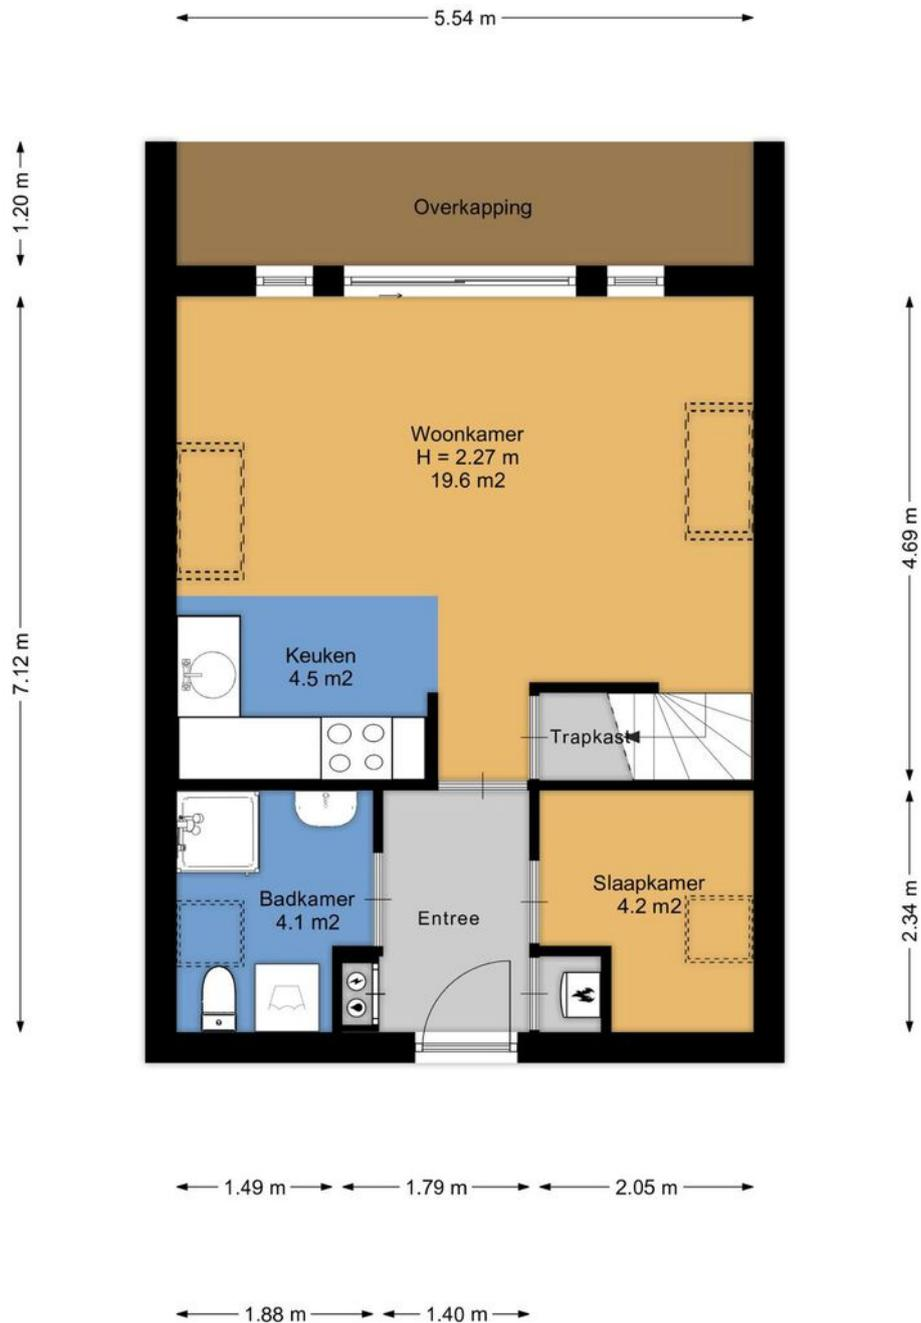 5.54 m
1.20 m
Overkapping
Woonkamer
H = 2.27 m
19.6 m2
4.69 m
7.12 m
Keuken
4.5 m2
Trapkast
Badkamer
4.1 m2
Entree
Slaapkamer
4.2 m2
2.34 m
1.49 m
1.79 m
2.05 m
1.88 m
1.40 m